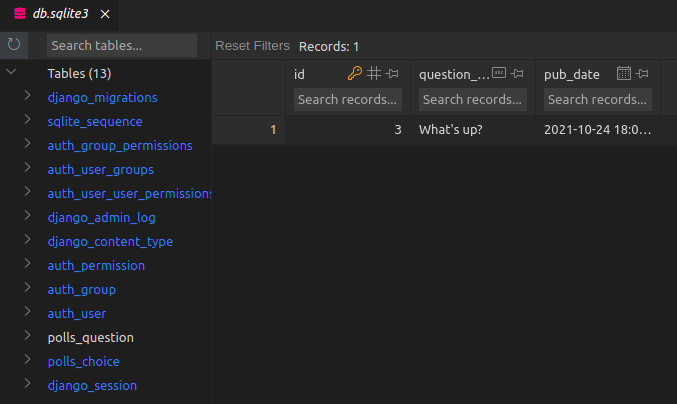 db.sqlite3
Search tables...
Reset Filters Records: 1
Tables (13)
id question_... pub_date
Search records... Search records... Search records...
1 3 What's up? 2021-10-24 18:0...
django_migrations
sqlite_sequence
auth_group_permissions
auth_user_groups
auth_user_user_permissions
django_admin_log
django_content_type
auth_permission
auth_group
auth_user
polls_question
polls_choice
django_session